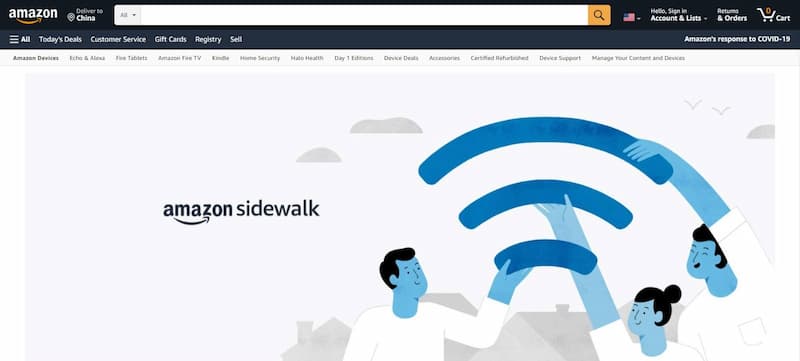 amazon
Deliver to
China
All
Hello, Sign in
Account & Lists
Returns
& Orders
0
Cart
All
Today's Deals
Customer Service
Gift Cards
Registry
Sell
Amazon's response to COVID-19
Amazon Devices
Echo & Alexa
Fire Tablets
Amazon Fire TV
Kindle
Home Security
Halo Health
Day 1 Editions
Device Deals
Accessories
Certified Refurbished
Device Support
Manage Your Content and Devices
amazon sidewalk